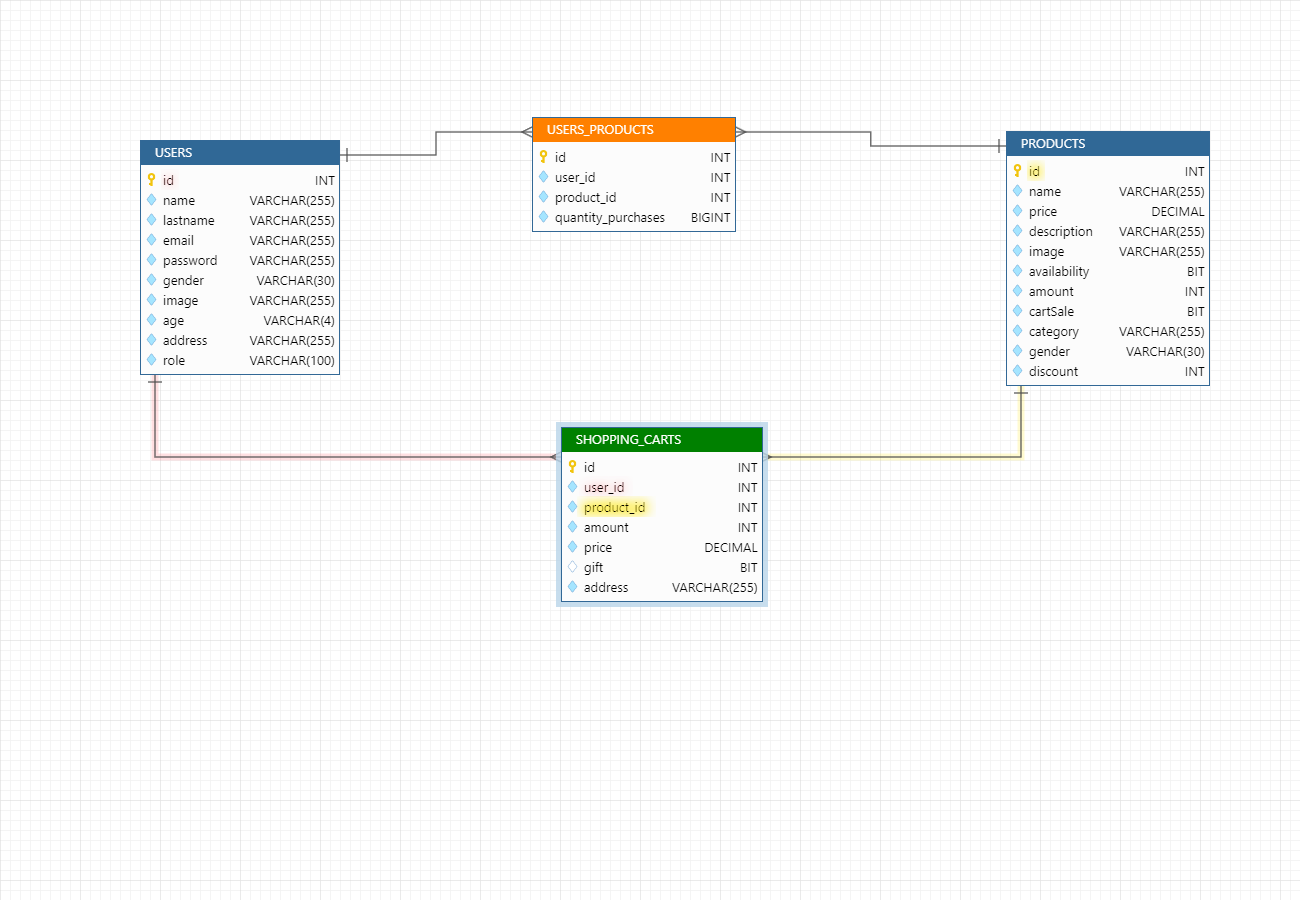 USERS
id INT
name VARCHAR(255)
lastname VARCHAR(255)
email VARCHAR(255)
password VARCHAR(255)
gender VARCHAR(30)
image VARCHAR(255)
age VARCHAR(4)
address VARCHAR(255)
role VARCHAR(100)
USERS_PRODUCTS
id INT
user_id INT
product_id INT
quantity_purchases BIGINT
PRODUCTS
id INT
name VARCHAR(255)
price DECIMAL
description VARCHAR(255)
image VARCHAR(255)
availability BIT
amount INT
cartSale BIT
category VARCHAR(255)
gender VARCHAR(30)
discount INT
SHOPPING_CARTS
id INT
user_id INT
product_id INT
amount INT
price DECIMAL
gift BIT
address VARCHAR(255)